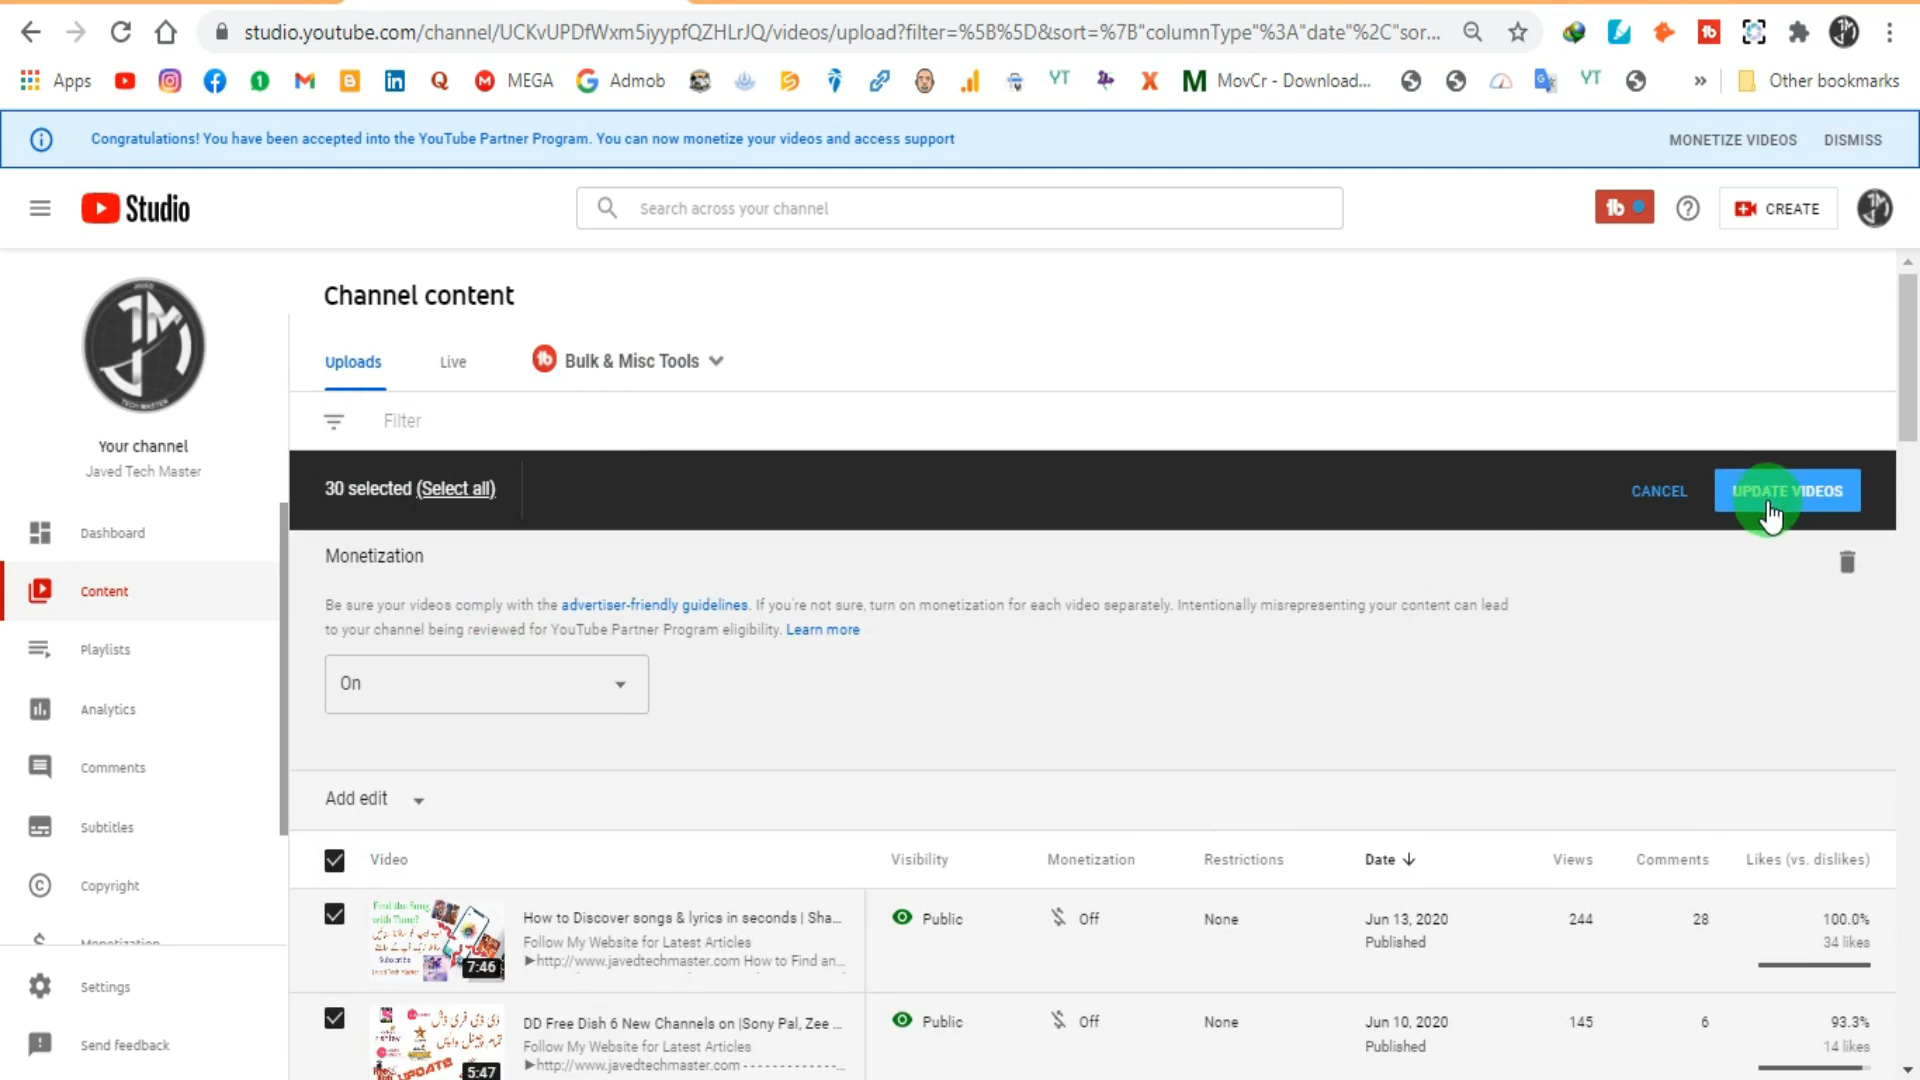 studio.youtube.com/channel/UCKvUPDfWxm5iyypfQZHLrJQ/videos/upload?filter=%5B%5D&sort=%7B"columnType"%3A"date"%2C"sor...
Apps
MEGA
Admob
YT
MovCr - Download...
YT
Other bookmarks
Congratulations! You have been accepted into the YouTube Partner Program. You can now monetize your videos and access support
MONETIZE VIDEOS
DISMISS
Studio
Search across your channel
CREATE
Channel content
Uploads
Live
Bulk & Misc Tools
Filter
Your channel
Javed Tech Master
30 selected (Select all)
CANCEL
UPDATE VIDEOS
Dashboard
Content
Playlists
Analytics
Comments
Subtitles
Copyright
Monetization
Settings
Send feedback
Monetization
Be sure your videos comply with the advertiser-friendly guidelines. If you're not sure, turn on monetization for each video separately. Intentionally misrepresenting your content can lead
to your channel being reviewed for YouTube Partner Program eligibility. Learn more
On
Add edit
Video
Visibility
Monetization
Restrictions
Date
Views
Comments
Likes (vs. dislikes)
Find the Song
with Tune?
Subscribe
Javed Tech Master
7:46
How to Discover songs & lyrics in seconds | Sha...
Follow My Website for Latest Articles
▶http://www.javedtechmaster.com How to Find an...
Public
Off
None
Jun 13, 2020
Published
244
28
100.0%
34 likes
UPDATE
5:47
DD Free Dish 6 New Channels on |Sony Pal, Zee ...
Follow My Website for Latest Articles
▶http://www.javedtechmaster.com - - - - - - - - - - - - -...
Public
Off
None
Jun 10, 2020
Published
145
6
93.3%
14 likes